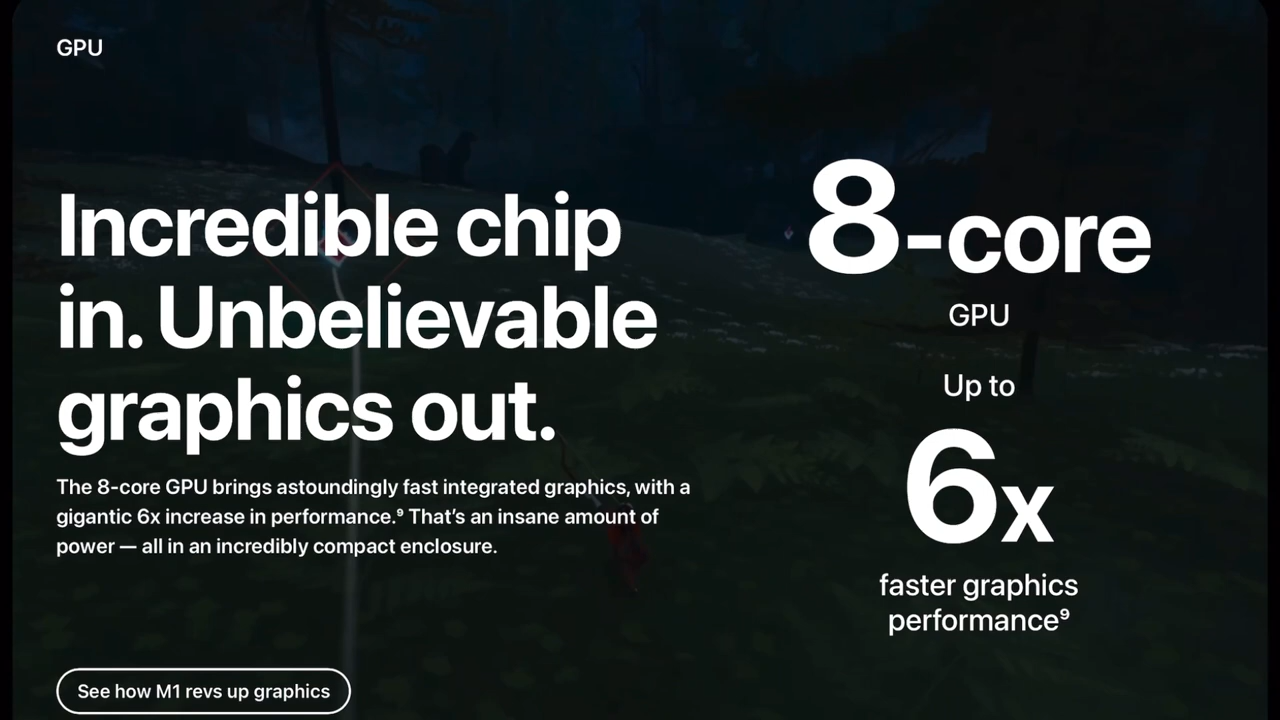 GPU
Incredible chip
in. Unbelievable
graphics out.
The 8-core GPU brings astoundingly fast integrated graphics, with a
gigantic 6x increase in performance.⁹ That’s an insane amount of
power — all in an incredibly compact enclosure.
See how M1 revs up graphics
8-core
GPU
Up to
6x
faster graphics
performance⁹